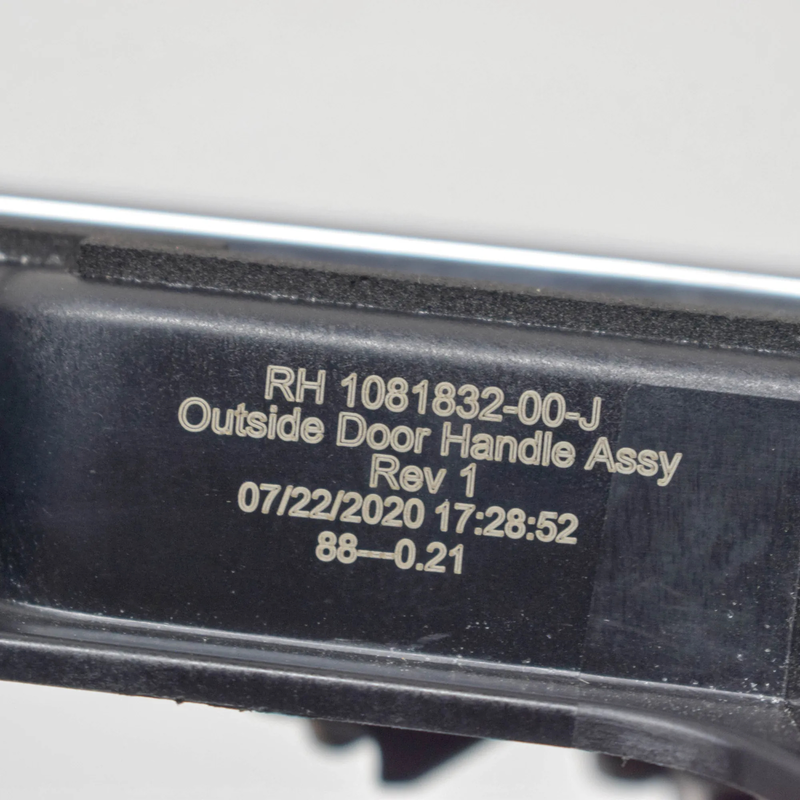 RH 1081832-00-J
Outside Door Handle Assy
Rev 1
07/22/2020 17:28:52
88---0.21